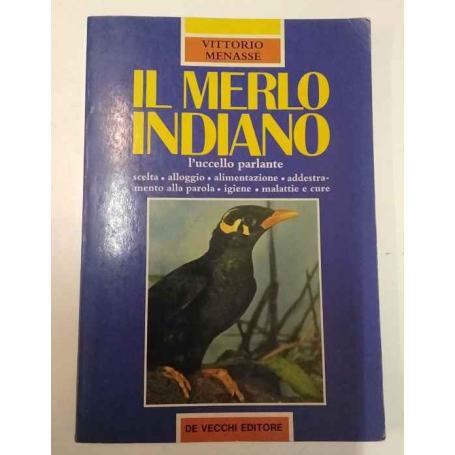 VITTORIO
MENASSE
IL MERLO
INDIANO
l'uccello parlante
scelta • alloggio • alimentazione • addestra-
mento alla parola • igiene • malattie e cure
DE VECCHI EDITORE